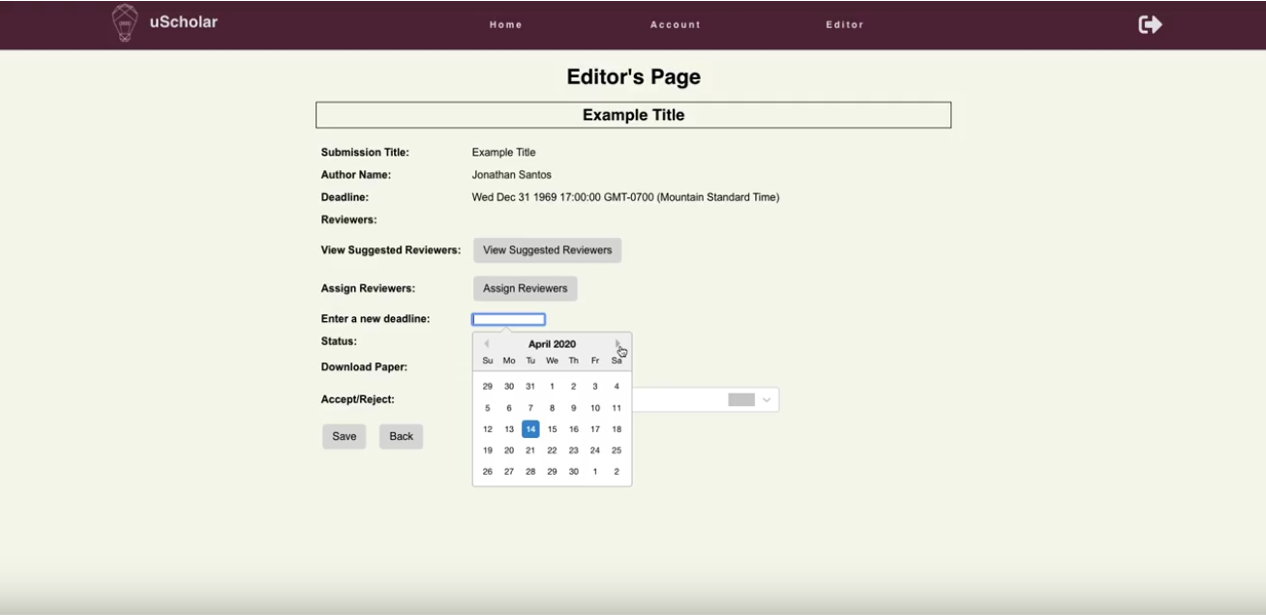 uScholar
Home Account Editor
Editor's Page
Example Title
Submission Title: Example Title
Author Name: Jonathan Santos
Deadline: Wed Dec 31 1969 17:00:00 GMT-0700 (Mountain Standard Time)
Reviewers:
View Suggested Reviewers: View Suggested Reviewers
Assign Reviewers: Assign Reviewers
Enter a new deadline:
Status:
April 2020
Su Mo Tu We Th Fr Sa
Download Paper:
29 30 31 1 2 3 4
Accept/Reject:
5 6 7 8 9 10 11
12 13 14 15 16 17 18
Save Back
19 20 21 22 23 24 25
26 27 28 29 30 1 2